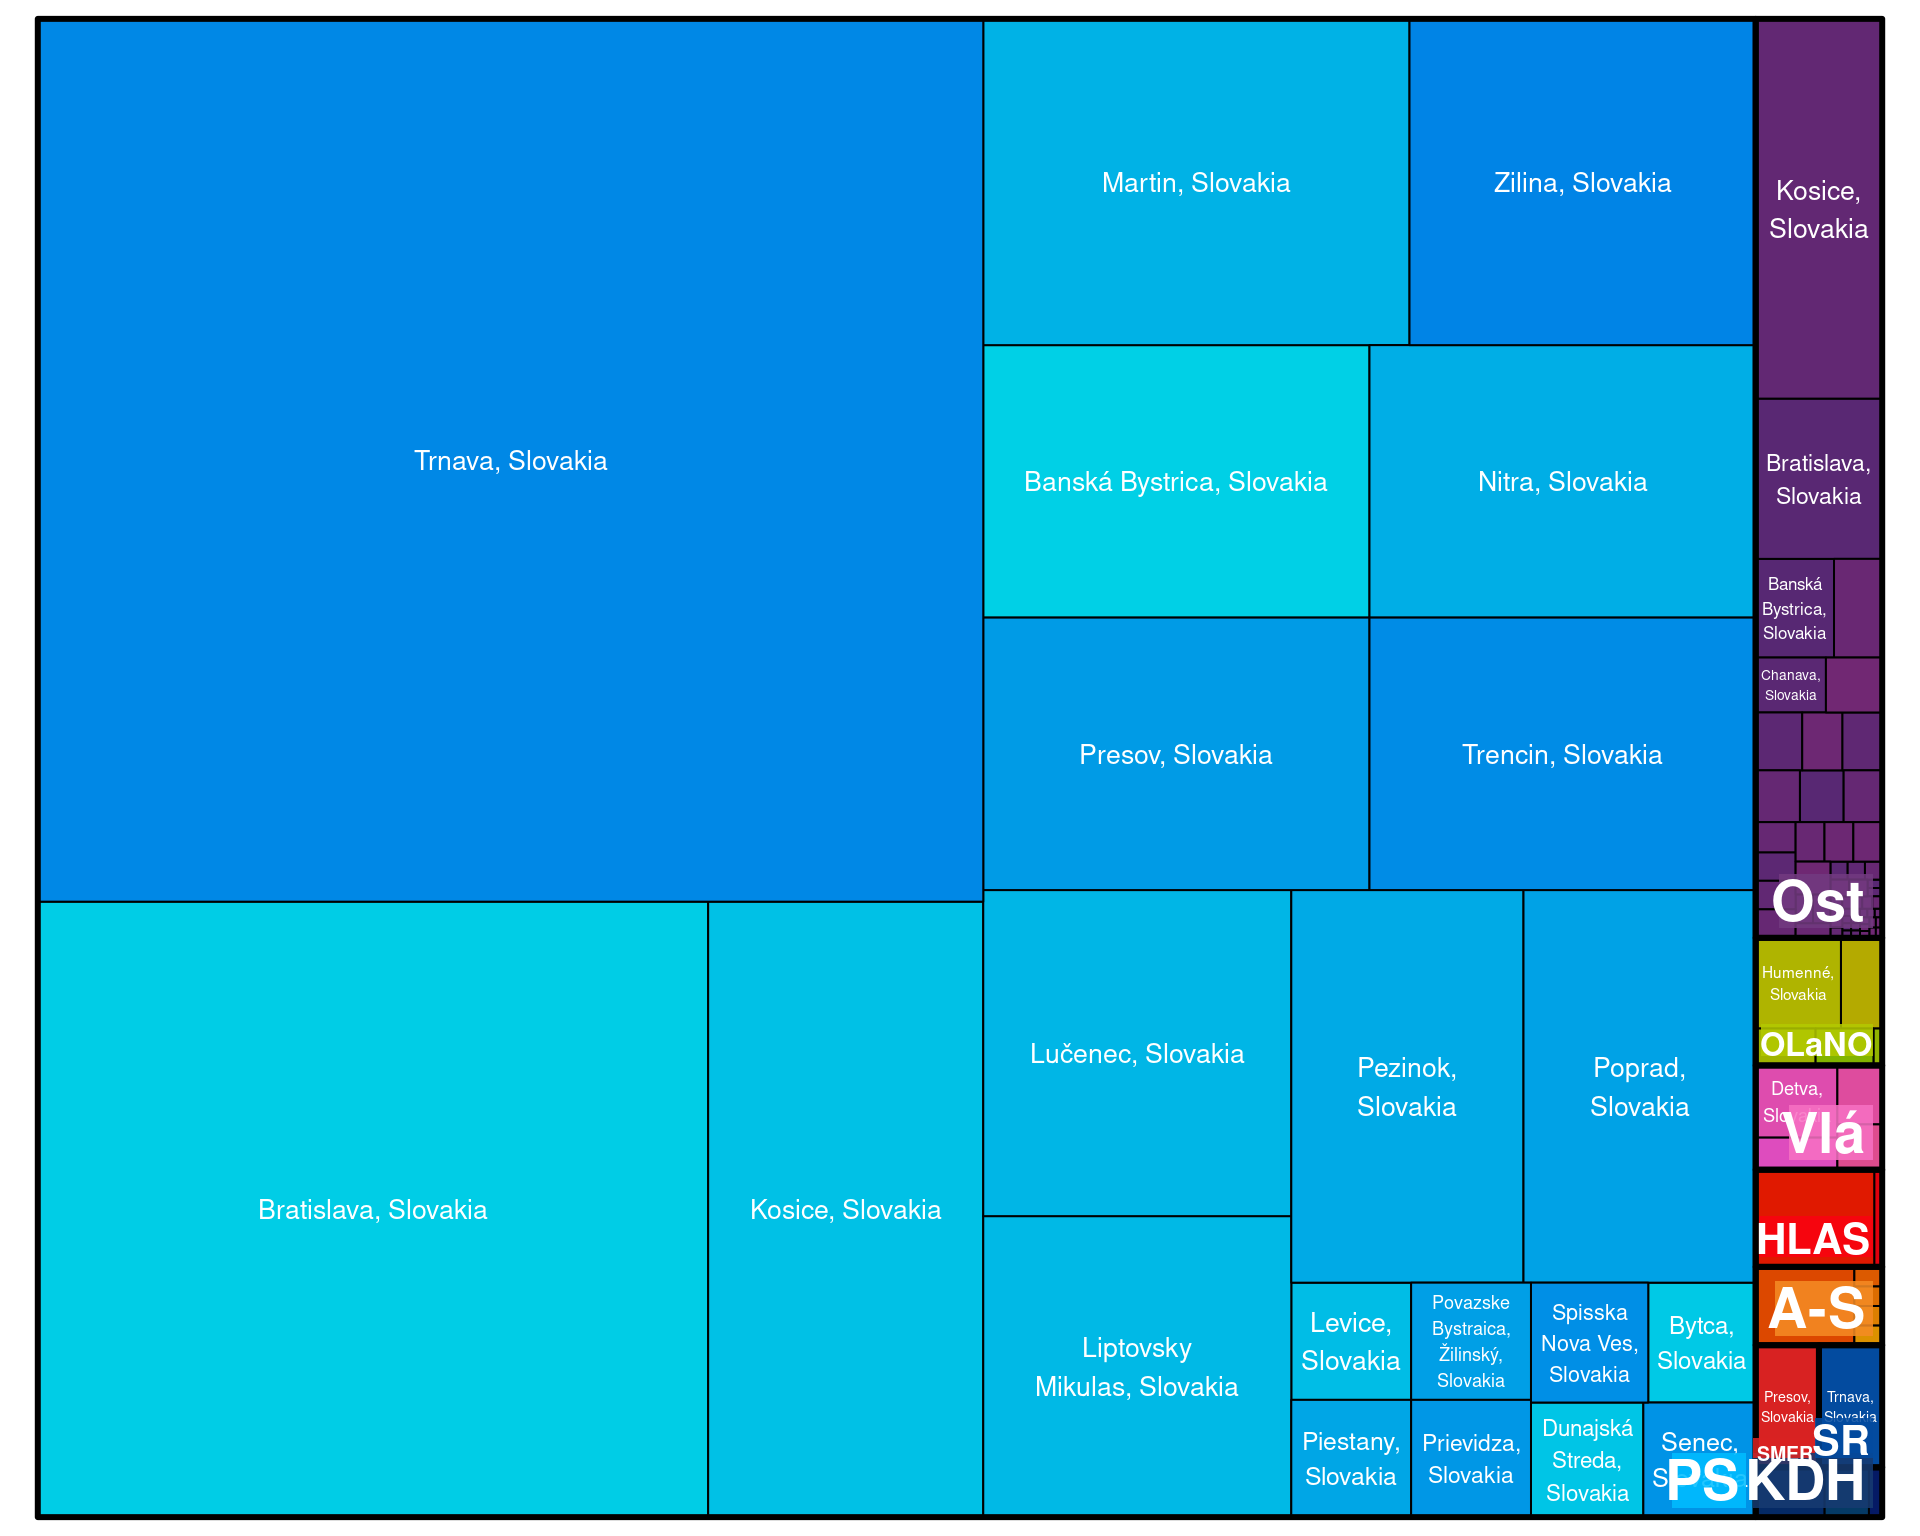 Trnava, Slovakia
Martin, Slovakia
Zilina, Slovakia
Banská Bystrica, Slovakia
Nitra, Slovakia
Presov, Slovakia
Trencin, Slovakia
Bratislava, Slovakia
Kosice, Slovakia
Lučenec, Slovakia
Pezinok,
Slovakia
Poprad,
Slovakia
Liptovsky
Mikulas, Slovakia
Levice,
Slovakia
Povazske
Bystraica,
Žilinský,
Slovakia
Spisska
Nova Ves,
Slovakia
Bytca,
Slovakia
Piestany,
Slovakia
Prievidza,
Slovakia
Dunajská
Streda,
Slovakia
Senec,
PS
Kosice,
Slovakia
Bratislava,
Slovakia
Banská
Bystrica,
Slovakia
Chanava,
Slovakia
Ost
Humenné,
Slovakia
OLaNO
Detva,
Vlá
HLAS
A-S
Presov,
Slovakia
SMER
Trnava,
Slovakia
SR
KDH